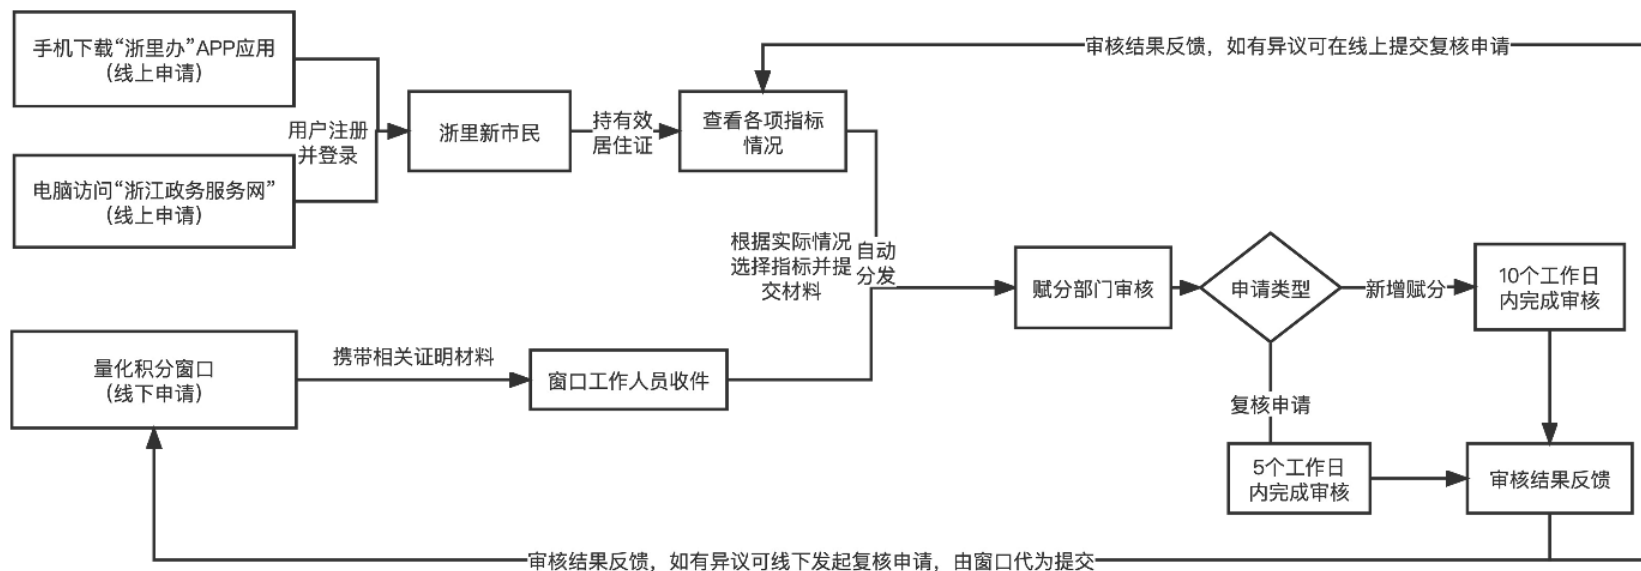 手机下载“浙里办”APP应用
(线上申请)
电脑访问“浙江政务服务网”
(线上申请)
用户注册
并登录
浙里新市民
持有效
居住证
查看各项指标
情况
审核结果反馈，如有异议可在线上提交复核申请
根据实际情况
选择指标并提
交材料
自动
分发
量化积分窗口
(线下申请)
携带相关证明材料
窗口工作人员收件
赋分部门审核
申请类型
新增赋分
10个工作日
内完成审核
复核申请
5个工作日
内完成审核
审核结果反馈
审核结果反馈，如有异议可线下发起复核申请，由窗口代为提交